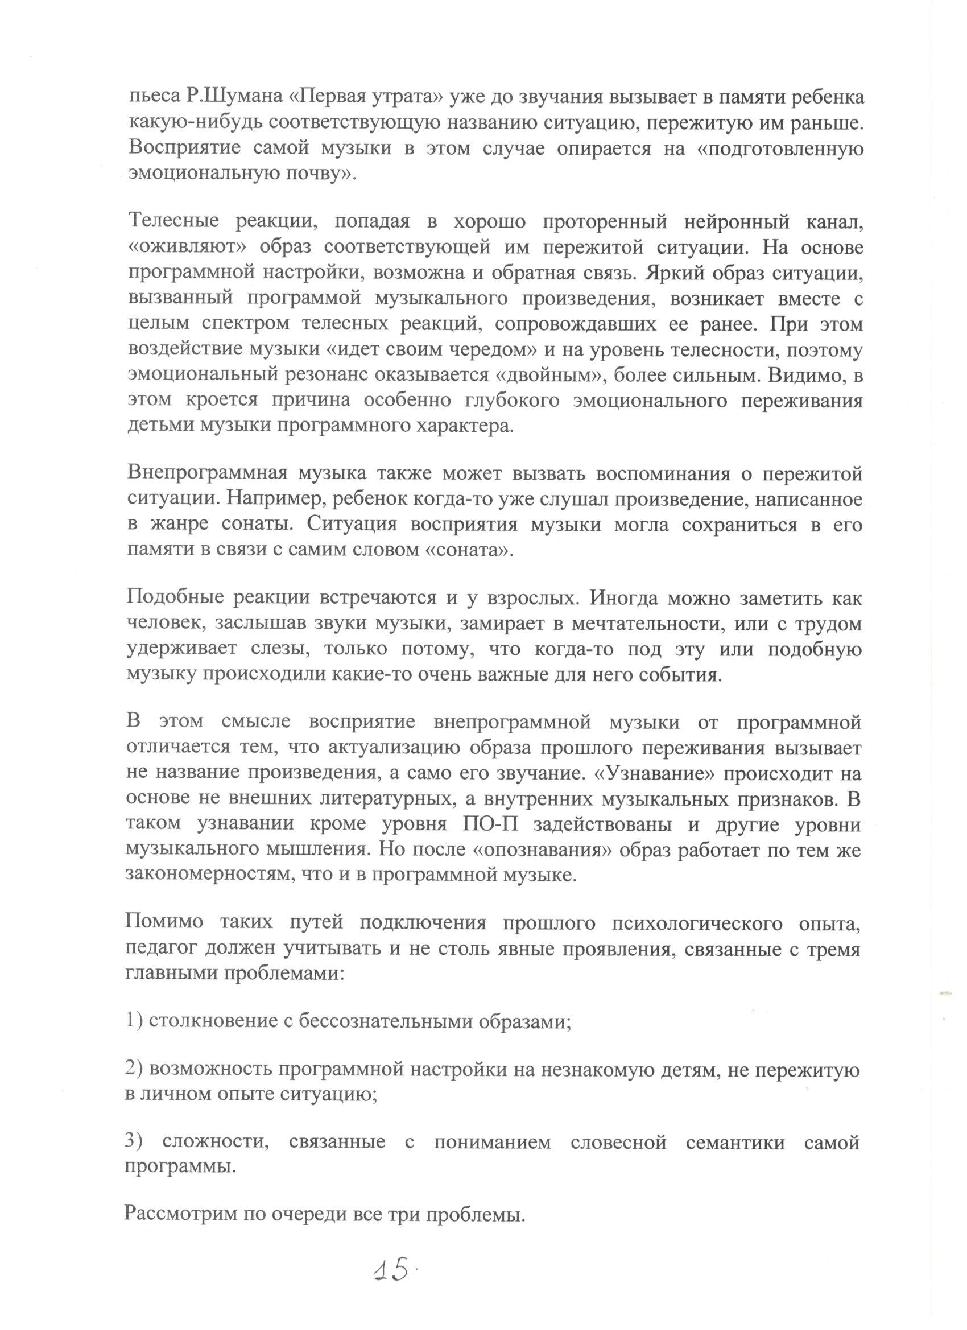 пьеса Р.Шумана «Первая утрата» уже до звучания вызывает в памяти ребенка
какую-нибудь соответствующую названию ситуацию, пережитую им раньше.
Восприятие самой музыки в этом случае опирается на «подготовленную
эмоциональную почву».
Телесные реакции, попадая в хорошо проторенный нейронный канал,
«оживляют» образ соответствующей им пережитой ситуации. На основе
программной настройки, возможна и обратная связь. Яркий образ ситуации,
вызванный программой музыкального произведения, возникает вместе с
целым спектром телесных реакций, сопровождавших ее ранее. При этом
воздействие музыки «идет своим чередом» и на уровень телесности, поэтому
эмоциональный резонанс оказывается «двойным», более сильным. Видимо, в
этом кроется причина особенно глубокого эмоционального переживания
детьми музыки программного характера.
Внепрограммная музыка также может вызвать воспоминания о пережитой
ситуации. Например, ребенок когда-то уже слушал произведение, написанное
в жанре сонаты. Ситуация восприятия музыки могла сохраниться в его
памяти в связи с самим словом «соната».
Подобные реакции встречаются и у взрослых. Иногда можно заметить как
человек, заслышав звуки музыки, замирает в мечтательности, или с трудом
удерживает слезы, только потому, что когда-то под эту или подобную
музыку происходили какие-то очень важные для него события.
В этом смысле восприятие внепрограммной музыки от программной
отличается тем, что актуализацию образа прошлого переживания вызывает
не название произведения, а само его звучание. «Узнавание» происходит на
основе не внешних литературных, а внутренних музыкальных признаков. В
таком узнавании кроме уровня ПО-П задействованы и другие уровни
музыкального мышления. Но после «опознавания» образ работает по тем же
закономерностям, что и в программной музыке.
Помимо таких путей подключения прошлого психологического опыта,
педагог должен учитывать и не столь явные проявления, связанные с тремя
главными проблемами:
1) столкновение с бессознательными образами;
2) возможность программной настройки на незнакомую детям, не пережитую
в личном опыте ситуацию;
3) сложности, связанные с пониманием словесной семантики самой
программы.
Рассмотрим по очереди все три проблемы.
15